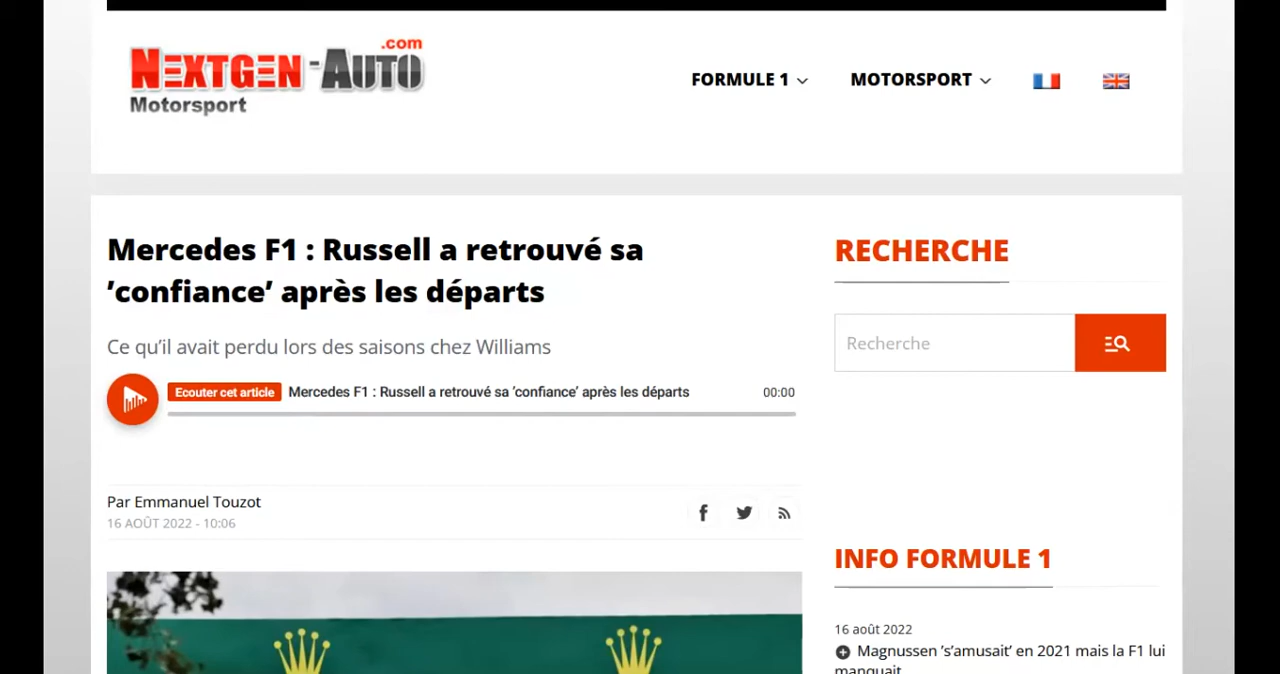 NEXTGEN-AUTO.com
Motorsport
FORMULE 1
MOTORSPORT
Mercedes F1 : Russell a retrouvé sa
’confiance’ après les départs
Ce qu’il avait perdu lors des saisons chez Williams
Ecouter cet article Mercedes F1 : Russell a retrouvé sa ’confiance’ après les départs 00:00
Par Emmanuel Touzot
16 AOÛT 2022 - 10:06
RECHERCHE
Recherche
INFO FORMULE 1
16 août 2022
Magnussen ’s’amusait’ en 2021 mais la F1 lui
manquait